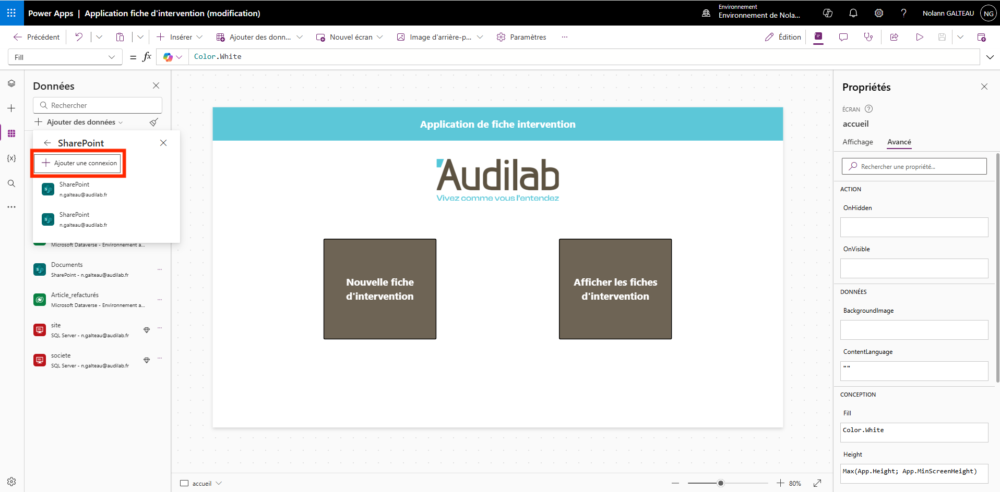 Power Apps | Application fiche d'intervention (modification)
Environnement
Environnement de Nola...
Nolann GALTEAU
NG
Précédent
Insérer
Ajouter des donn...
Nouvel écran
Image d'arrière-p...
Paramètres
...
Édition
Fill
= fx
Color.White
Données
Rechercher
Ajouter des données
SharePoint
Ajouter une connexion
SharePoint
n.galteau@audilab.fr
SharePoint
n.galteau@audilab.fr
Microsoft Dataverse - Environnement a...
Documents
SharePoint - n.galteau@audilab.fr
Article_refacturés
Microsoft Dataverse - Environnement a...
site
SQL Server - n.galteau@audilab.fr
societe
SQL Server - n.galteau@audilab.fr
Application de fiche intervention
Audilab
Vivez comme vous l'entendez
Nouvelle fiche
d'intervention
Afficher les fiches
d'intervention
accueil
80%
Propriétés
ÉCRAN
accueil
Affichage
Avancé
Rechercher une propriété...
ACTION
OnHidden
OnVisible
DONNÉES
BackgroundImage
ContentLanguage
""
CONCEPTION
Fill
Color.White
Height
Max(App.Height; App.MinScreenHeight)